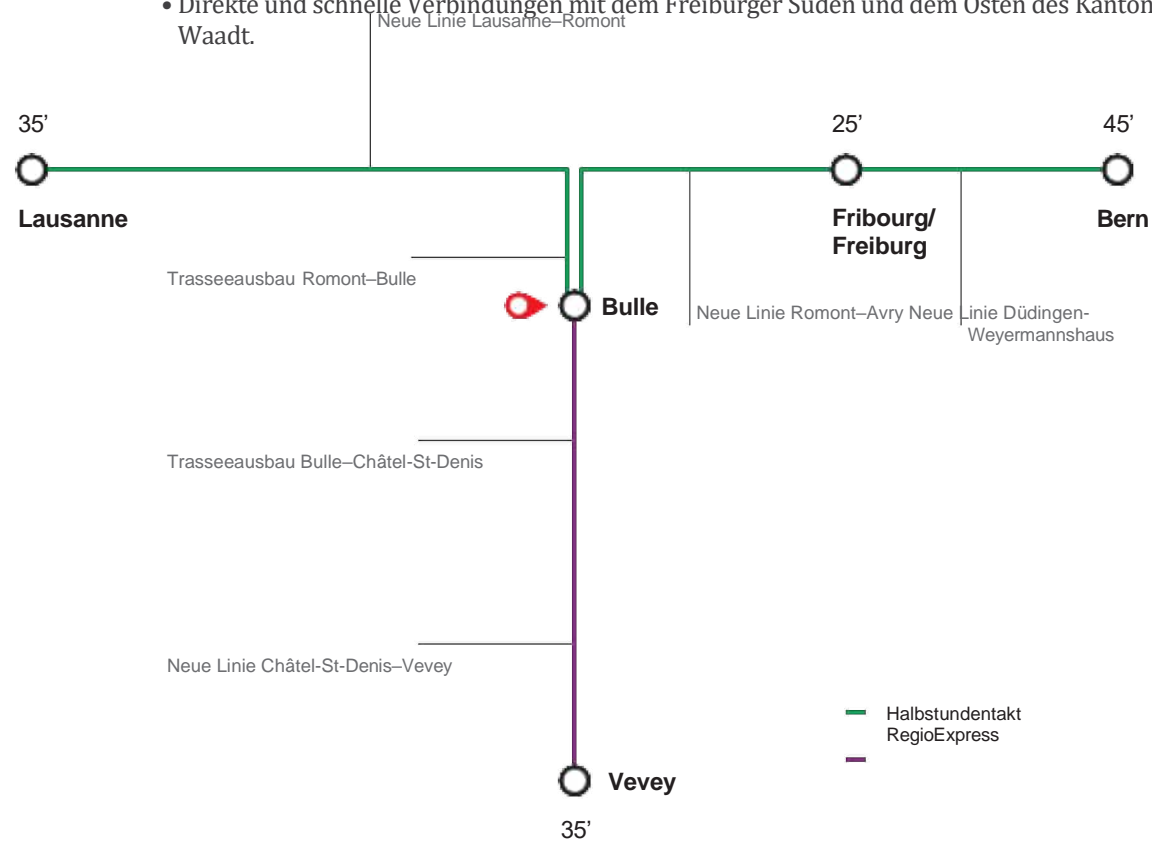 • Direkte und schnelle Verbindungen mit dem Freiburger Süden und dem Osten des Kanton
Waadt.
Neue Linie Lausanne–Romont
35’
25’
45’
Lausanne
Fribourg/
Freiburg
Bern
Trasseeausbau Romont–Bulle
Bulle
Neue Linie Romont–Avry Neue Linie Düdingen-
Weyermannshaus
Trasseeausbau Bulle–Châtel-St-Denis
Neue Linie Châtel-St-Denis–Vevey
Halbstundentakt
RegioExpress
Vevey
35’